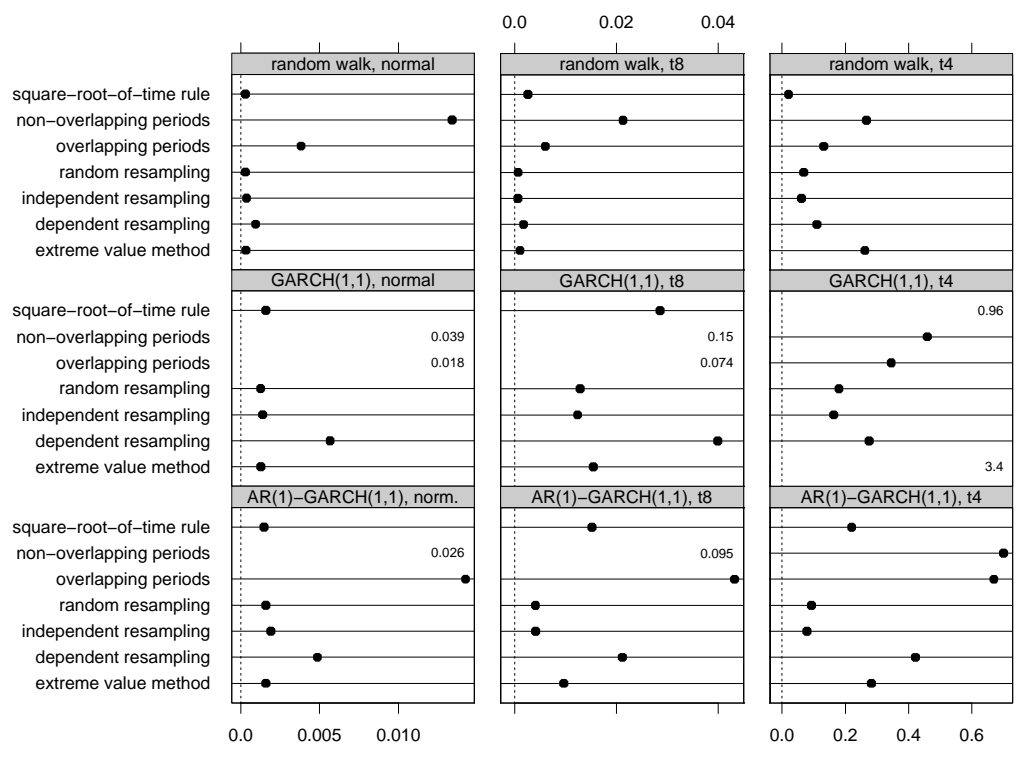 0.0 0.02 0.04
random walk, normal random walk, t8 random walk, t4
square−root−of−time rule
non−overlapping periods
overlapping periods
random resampling
independent resampling
dependent resampling
extreme value method
GARCH(1,1), normal GARCH(1,1), t8 GARCH(1,1), t4
square−root−of−time rule 0.96
non−overlapping periods 0.039 0.15
overlapping periods 0.018 0.074
random resampling
independent resampling
dependent resampling
extreme value method 3.4
AR(1)−GARCH(1,1), norm. AR(1)−GARCH(1,1), t8 AR(1)−GARCH(1,1), t4
square−root−of−time rule
non−overlapping periods 0.026 0.095
overlapping periods
random resampling
independent resampling
dependent resampling
extreme value method
0.0 0.005 0.010 0.0 0.2 0.4 0.6